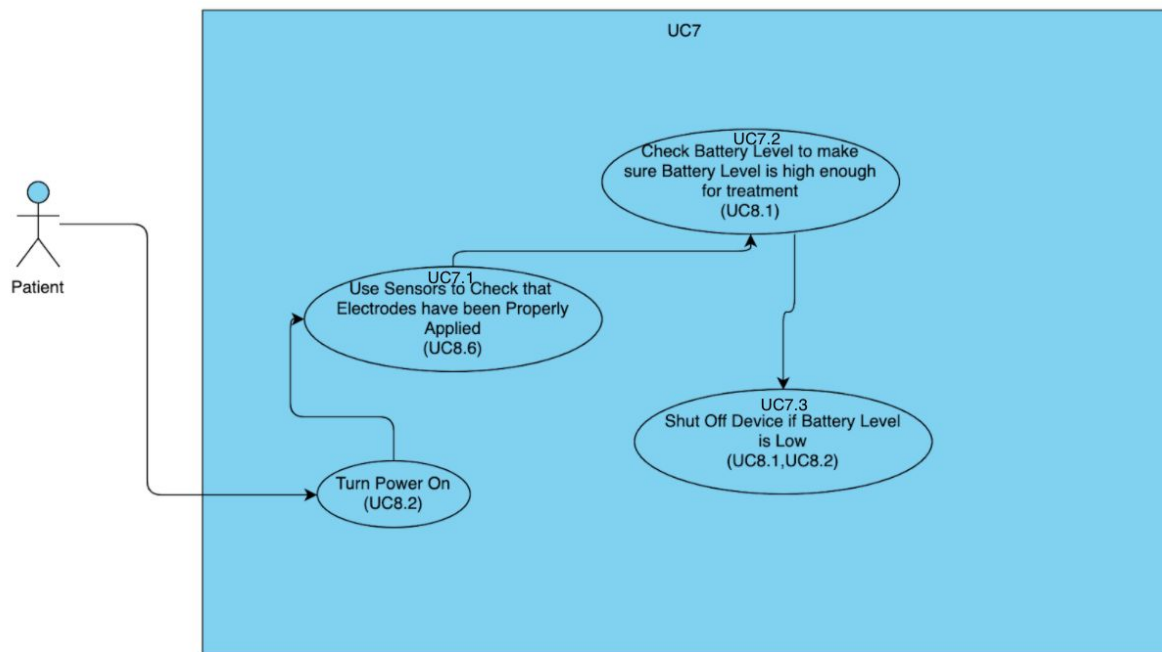 UC7
Patient
UC7.2
Check Battery Level to make
sure Battery Level is high enough
for treatment
(UC8.1)
UC7.1
Use Sensors to Check that
Electrodes have been Properly
Applied
(UC8.6)
UC7.3
Shut Off Device if Battery Level
is Low
(UC8.1,UC8.2)
Turn Power On
(UC8.2)